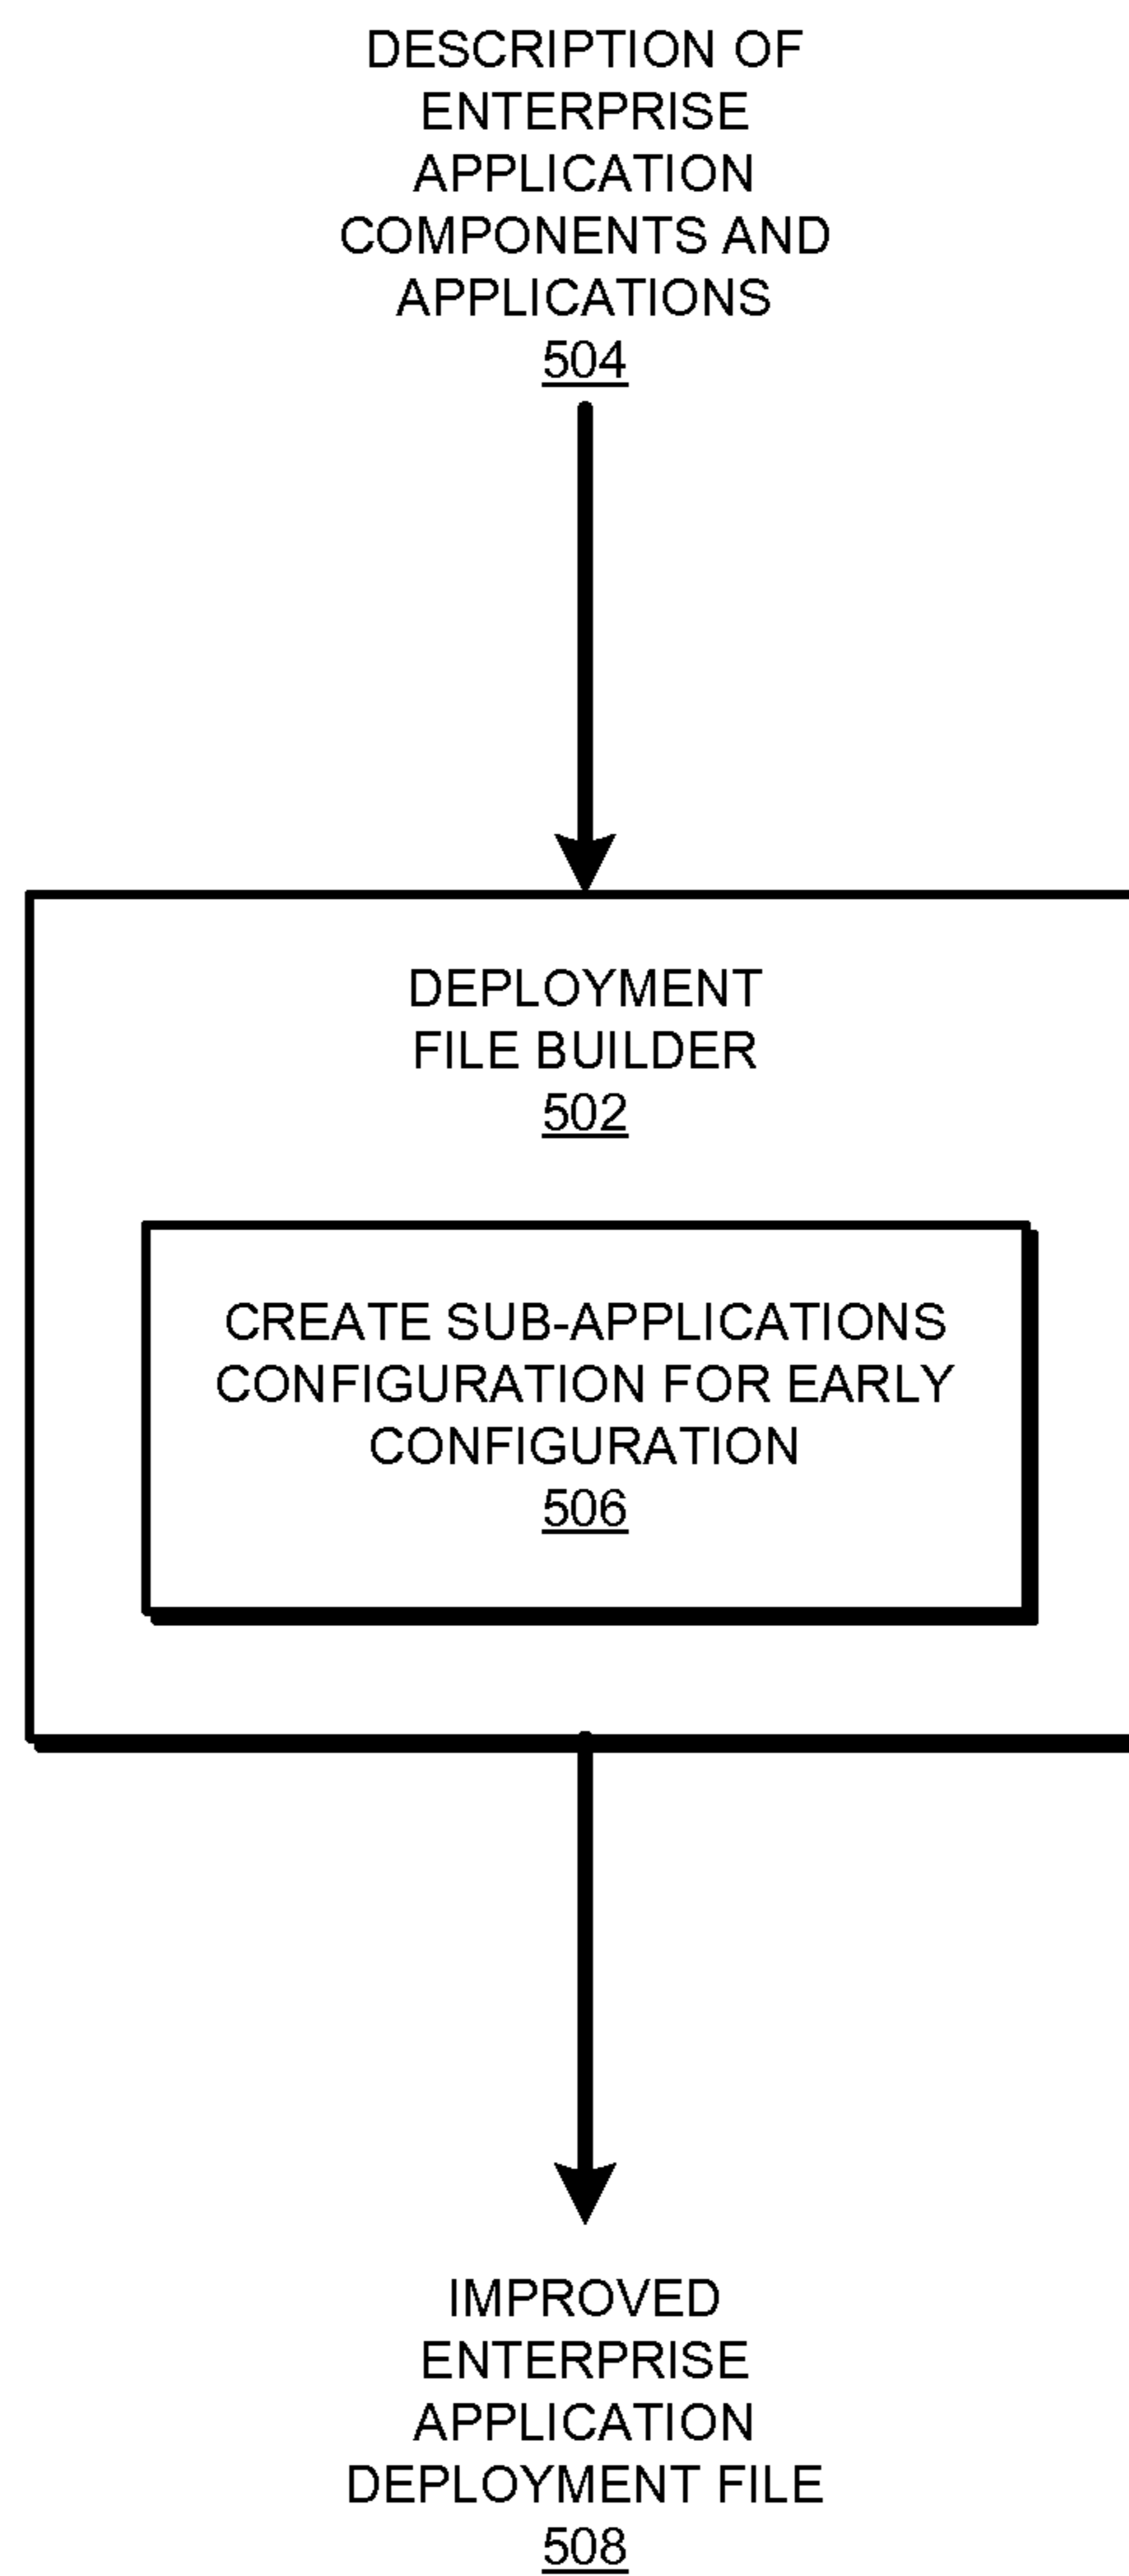 DESCRIPTION OF
ENTERPRISE
APPLICATION
COMPONENTS AND
APPLICATIONS
504
DEPLOYMENT
FILE BUILDER
502
CREATE SUB-APPLICATIONS
CONFIGURATION FOR EARLY
CONFIGURATION
506
IMPROVED
ENTERPRISE
APPLICATION
DEPLOYMENT FILE
508